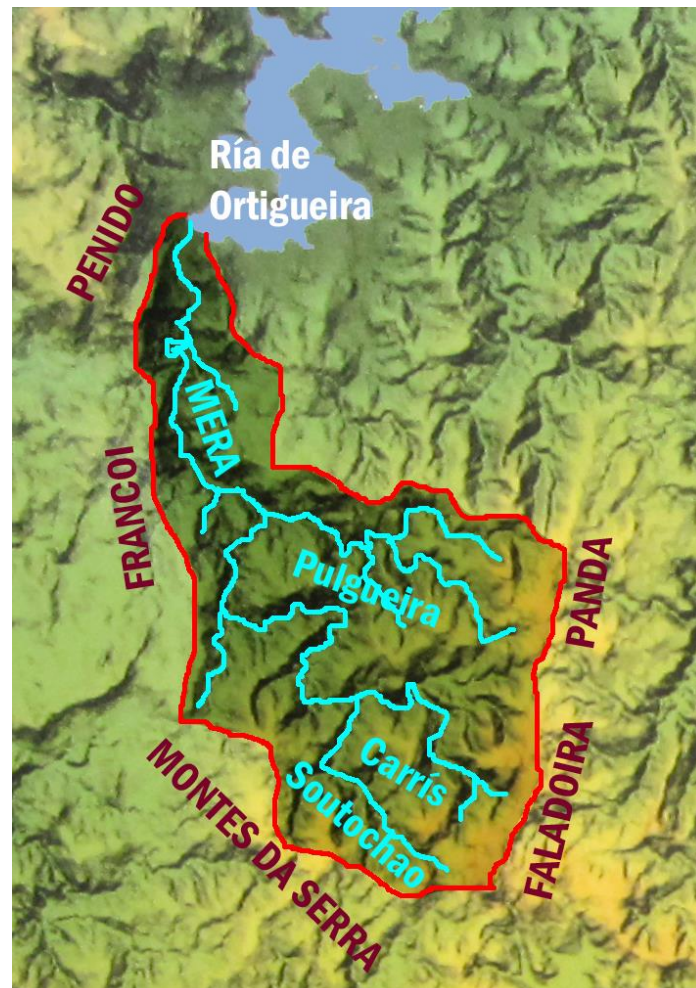 Ría de
Ortigueira
PENIDO
MERA
FRANCOI
Pulgueira
PANDA
Carrís
Soutochao
MONTES DA SERRA
FALADOIRA